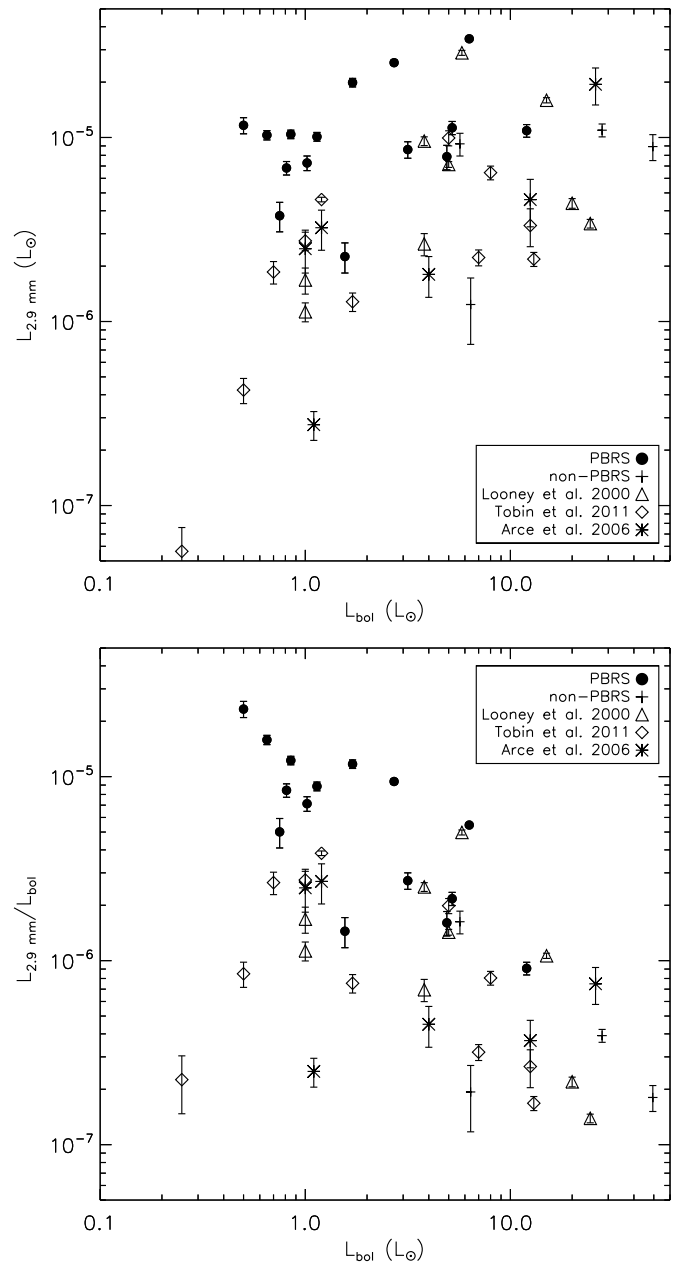 10⁻⁵
10⁻⁶
10⁻⁷
L₂.₉ ₘₘ (L☉)
PBRS
non-PBRS
Looney et al. 2000
Tobin et al. 2011
Arce et al. 2006
0.1 1.0 10.0
L_bol (L☉)
PBRS
non-PBRS
Looney et al. 2000
Tobin et al. 2011
Arce et al. 2006
10⁻⁵
10⁻⁶
10⁻⁷
L₂.₉ ₘₘ/L_bol
0.1 1.0 10.0
L_bol (L☉)